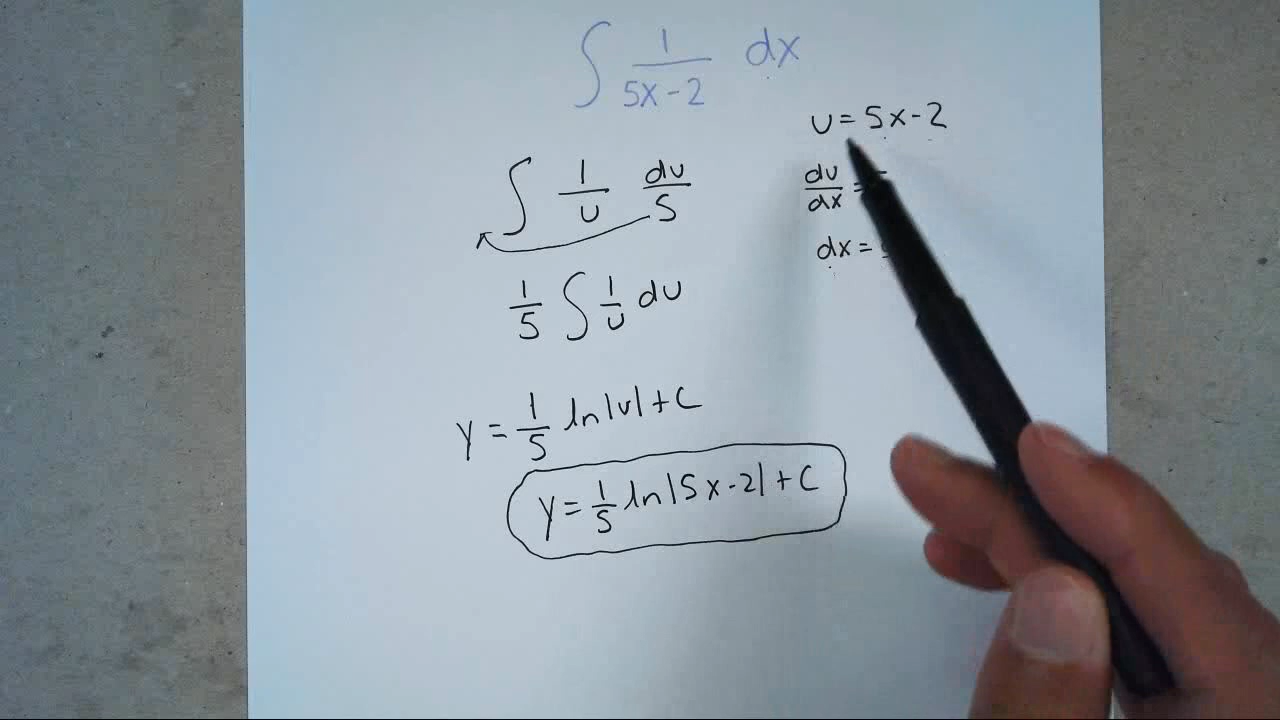 ∫ 1/(5x-2) dx
u = 5x-2
∫ 1/u du/5
du/dx =
dx =
1/5 ∫ 1/u du
y = 1/5 ln|u| + C
y = 1/5 ln|5x-2| + C